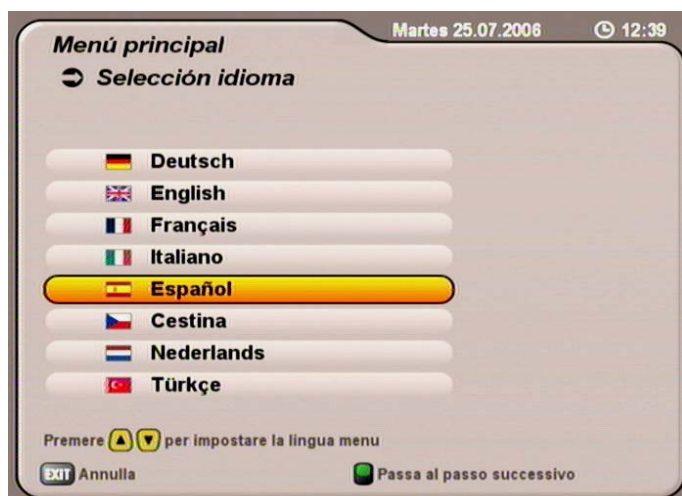 Martes 25.07.2006 12:39
Menú principal
Selección idioma
Deutsch
English
Français
Italiano
Español
Cestina
Nederlands
Türkçe
Premere per impostare la lingua menu
EXIT Annulla Passa al passo successivo